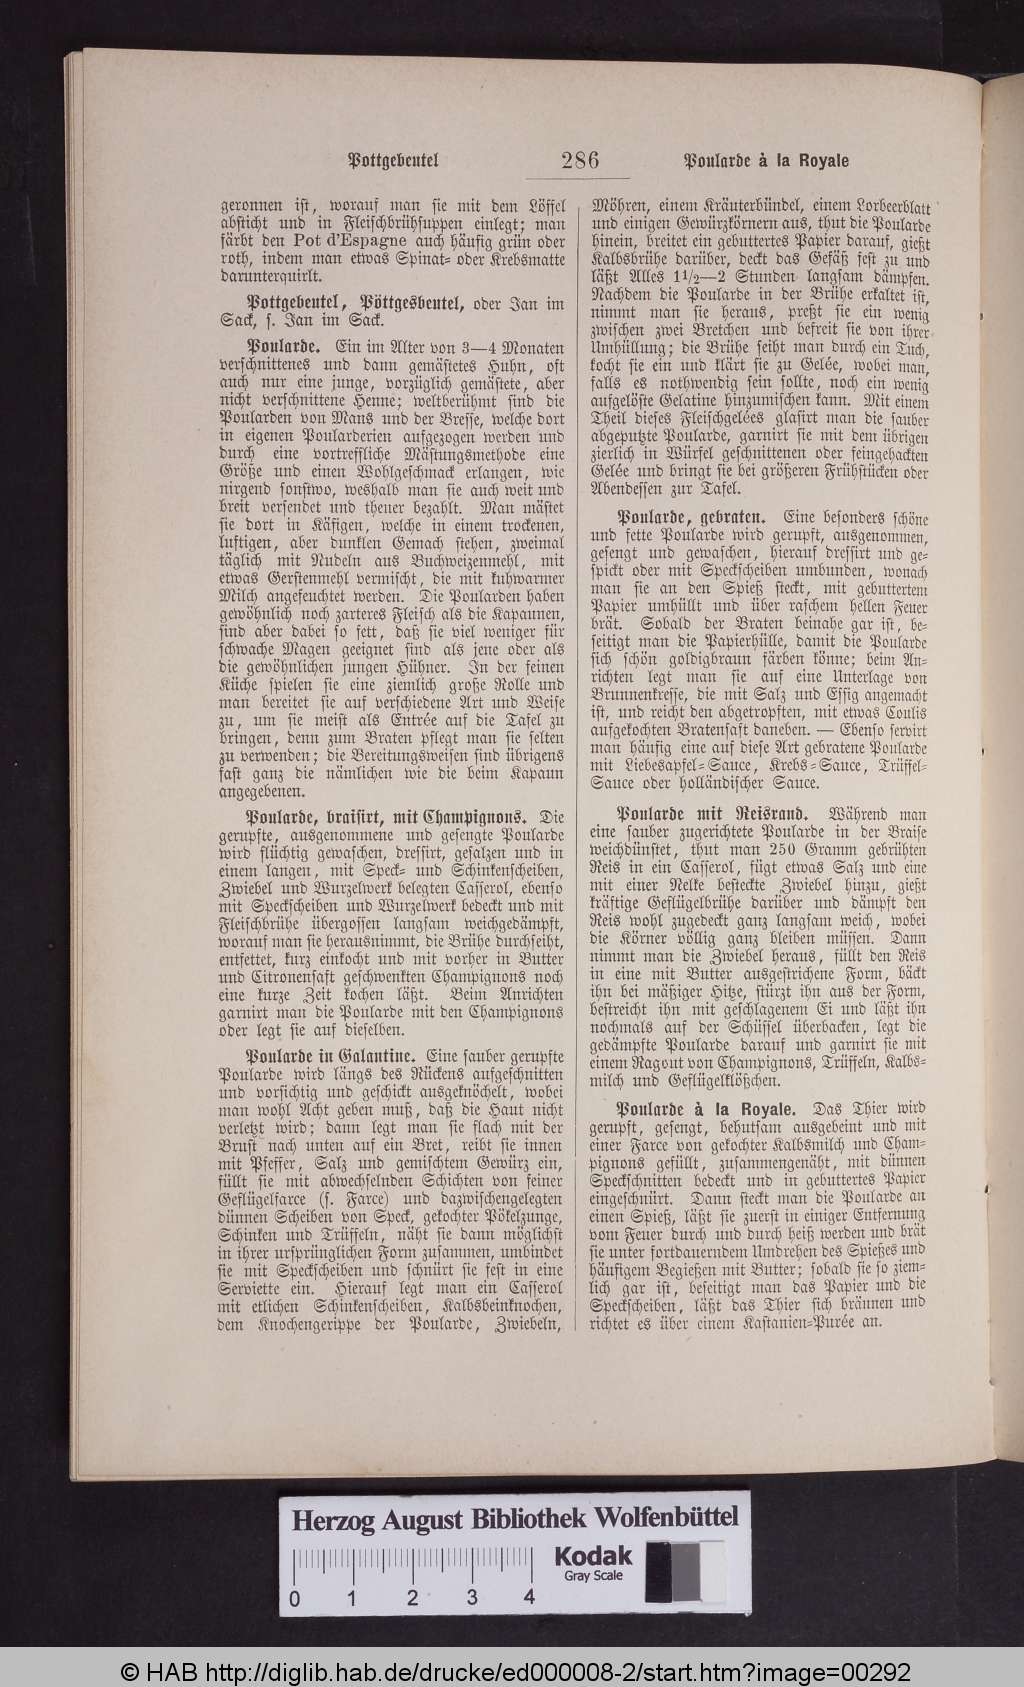 Pottgebeutel 286 Poularde à la Royale
geronnen ist, worauf man sie mit dem Löffel
absticht und in Fleischbrühsuppen einlegt; man
färbt den Pot d'Espagne auch häufig grün oder
roth, indem man etwas Spinat= oder Krebsmatte
darunterquirlt.
Pottgebeutel, Pöttgesbeutel, oder Jan im
Sack, s. Jan im Sack.
Poularde. Ein im Alter von 3—4 Monaten
verschnittenes und dann gemästetes Huhn, oft
auch nur eine junge, vorzüglich gemästete, aber
nicht verschnittene Henne; weltberühmt sind die
Poularden von Mans und der Bresse, welche dort
in eigenen Poularderien aufgezogen werden und
durch eine vortreffliche Mästungsmethode eine
Größe und einen Wohlgeschmack erlangen, wie
nirgend sonstwo, weshalb man sie auch weit und
breit versendet und theuer bezahlt. Man mästet
sie dort in Käfigen, welche in einem trockenen,
luftigen, aber dunklen Gemach stehen, zweimal
täglich mit Nudeln aus Buchweizenmehl, mit
etwas Gerstenmehl vermischt, die mit kuhwarmer
Milch angefeuchtet werden. Die Poularden haben
gewöhnlich noch zarteres Fleisch als die Kapaunen,
sind aber dabei so fett, daß sie viel weniger für
schwache Magen geeignet sind als jene oder als
die gewöhnlichen jungen Hühner. In der feinen
Küche spielen sie eine ziemlich große Rolle und
man bereitet sie auf verschiedene Art und Weise
zu, um sie meist als Entrée auf die Tafel zu
bringen, denn zum Braten pflegt man sie selten
zu verwenden; die Bereitungsweisen sind übrigens
fast ganz die nämlichen wie die beim Kapaun
angegebenen.
Poularde, braisirt, mit Champignons. Die
gerupfte, ausgenommene und gesengte Poularde
wird flüchtig gewaschen, dressirt, gesalzen und in
einem langen, mit Speck= und Schinkenscheiben,
Zwiebel und Wurzelwerk belegten Casserol, ebenso
mit Speckscheiben und Wurzelwerk bedeckt und mit
Fleischbrühe übergossen langsam weichgedämpft,
worauf man sie herausnimmt, die Brühe durchseiht,
entfettet, kurz einkocht und mit vorher in Butter
und Citronensaft geschwenkten Champignons noch
eine kurze Zeit kochen läßt. Beim Anrichten
garnirt man die Poularde mit den Champignons
oder legt sie auf dieselben.
Poularde in Galantine. Eine sauber gerupfte
Poularde wird längs des Rückens aufgeschnitten
und vorsichtig und geschickt ausgeknöchelt, wobei
man wohl Acht geben muß, daß die Haut nicht
verletzt wird; dann legt man sie flach mit der
Brust nach unten auf ein Bret, reibt sie innen
mit Pfeffer, Salz und gemischtem Gewürz ein,
füllt sie mit abwechselnden Schichten von feiner
Geflügelfarce (s. Farce) und dazwischengelegten
dünnen Scheiben von Speck, gekochter Pökelzunge,
Schinken und Trüffeln, näht sie dann möglichst
in ihrer ursprünglichen Form zusammen, umbindet
sie mit Speckscheiben und schnürt sie fest in eine
Serviette ein. Hierauf legt man ein Casserol
mit etlichen Schinkenscheiben, Kalbsbeinknochen,
dem Knochengerippe der Poularde, Zwiebeln,
Möhren, einem Kräuterbündel, einem Lorbeerblatt
und einigen Gewürzkörnern aus, thut die Poularde
hinein, breitet ein gebuttertes Papier darauf, gießt
Kalbsbrühe darüber, deckt das Gefäß fest zu und
läßt Alles 1 1/2—2 Stunden langsam dämpfen.
Nachdem die Poularde in der Brühe erkaltet ist,
nimmt man sie heraus, preßt sie ein wenig
zwischen zwei Bretchen und befreit sie von ihrer
Umhüllung; die Brühe seiht man durch ein Tuch,
kocht sie ein und klärt sie zu Gelée, wobei man,
falls es nothwendig sein sollte, noch ein wenig
aufgelöste Gelatine hinzumischen kann. Mit einem
Theil dieses Fleischgelées glasirt man die sauber
abgeputzte Poularde, garnirt sie mit dem übrigen
zierlich in Würfel geschnittenen oder feingehackten
Gelée und bringt sie bei größeren Frühstücken oder
Abendessen zur Tafel.
Poularde, gebraten. Eine besonders schöne
und fette Poularde wird gerupft, ausgenommen,
gesengt und gewaschen, hierauf dressirt und ge=
spickt oder mit Speckscheiben umbunden, wonach
man sie an den Spieß steckt, mit gebuttertem
Papier umhüllt und über raschem hellen Feuer
brät. Sobald der Braten beinahe gar ist, be=
seitigt man die Papierhülle, damit die Poularde
sich schön goldigbraun färben könne; beim An=
richten legt man sie auf eine Unterlage von
Brunnenkresse, die mit Salz und Essig angemacht
ist, und reicht den abgetropften, mit etwas Coulis
aufgekochten Bratensaft daneben. — Ebenso servirt
man häufig eine auf diese Art gebratene Poularde
mit Liebesapfel=Sauce, Krebs=Sauce, Trüffel=
Sauce oder holländischer Sauce.
Poularde mit Reisrand. Während man
eine sauber zugerichtete Poularde in der Braise
weichdünstet, thut man 250 Gramm gebrühten
Reis in ein Casserol, fügt etwas Salz und eine
mit einer Nelke besteckte Zwiebel hinzu, gießt
kräftige Geflügelbrühe darüber und dämpft den
Reis wohl zugedeckt ganz langsam weich, wobei
die Körner völlig ganz bleiben müssen. Dann
nimmt man die Zwiebel heraus, füllt den Reis
in eine mit Butter ausgestrichene Form, bäckt
ihn bei mäßiger Hitze, stürzt ihn aus der Form,
bestreicht ihn mit geschlagenem Ei und läßt ihn
nochmals auf der Schüssel überbacken, legt die
gedämpfte Poularde darauf und garnirt sie mit
einem Ragout von Champignons, Trüffeln, Kalbs=
milch und Geflügelklößchen.
Poularde à la Royale. Das Thier wird
gerupft, gesengt, behutsam ausgebeint und mit
einer Farce von gekochter Kalbsmilch und Cham=
pignons gefüllt, zusammengenäht, mit dünnen
Speckschnitten bedeckt und in gebuttertes Papier
eingeschnürt. Dann steckt man die Poularde an
einen Spieß, läßt sie zuerst in einiger Entfernung
vom Feuer durch und durch heiß werden und brät
sie unter fortdauerndem Umdrehen des Spießes und
häufigem Begießen mit Butter; sobald sie so ziem=
lich gar ist, beseitigt man das Papier und die
Speckscheiben, läßt das Thier sich bräunen und
richtet es über einem Kastanien=Purée an.
Herzog August Bibliothek Wolfenbüttel
Kodak
Gray Scale
0 1 2 3 4
© HAB http://diglib.hab.de/drucke/ed000008-2/start.htm?image=00292